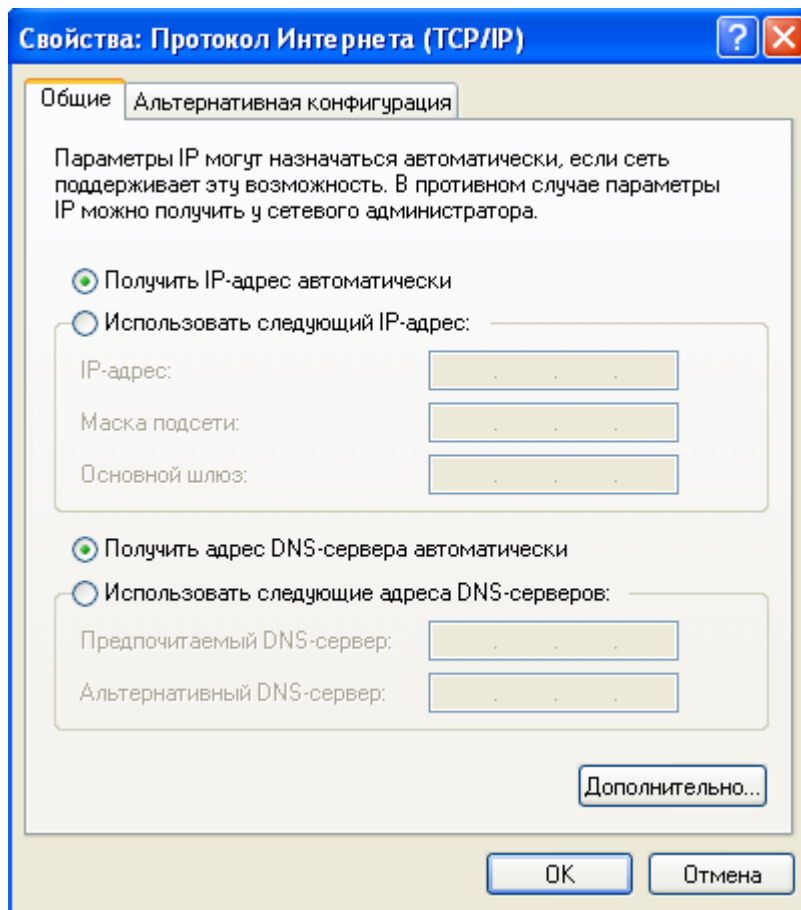 Свойства: Протокол Интернета (TCP/IP)
Общие
Альтернативная конфигурация
Параметры IP могут назначаться автоматически, если сеть
поддерживает эту возможность. В противном случае параметры
IP можно получить у сетевого администратора.
Получить IP-адрес автоматически
Использовать следующий IP-адрес:
IP-адрес:
Маска подсети:
Основной шлюз:
Получить адрес DNS-сервера автоматически
Использовать следующие адреса DNS-серверов:
Предпочитаемый DNS-сервер:
Альтернативный DNS-сервер:
Дополнительно...
OK
Отмена